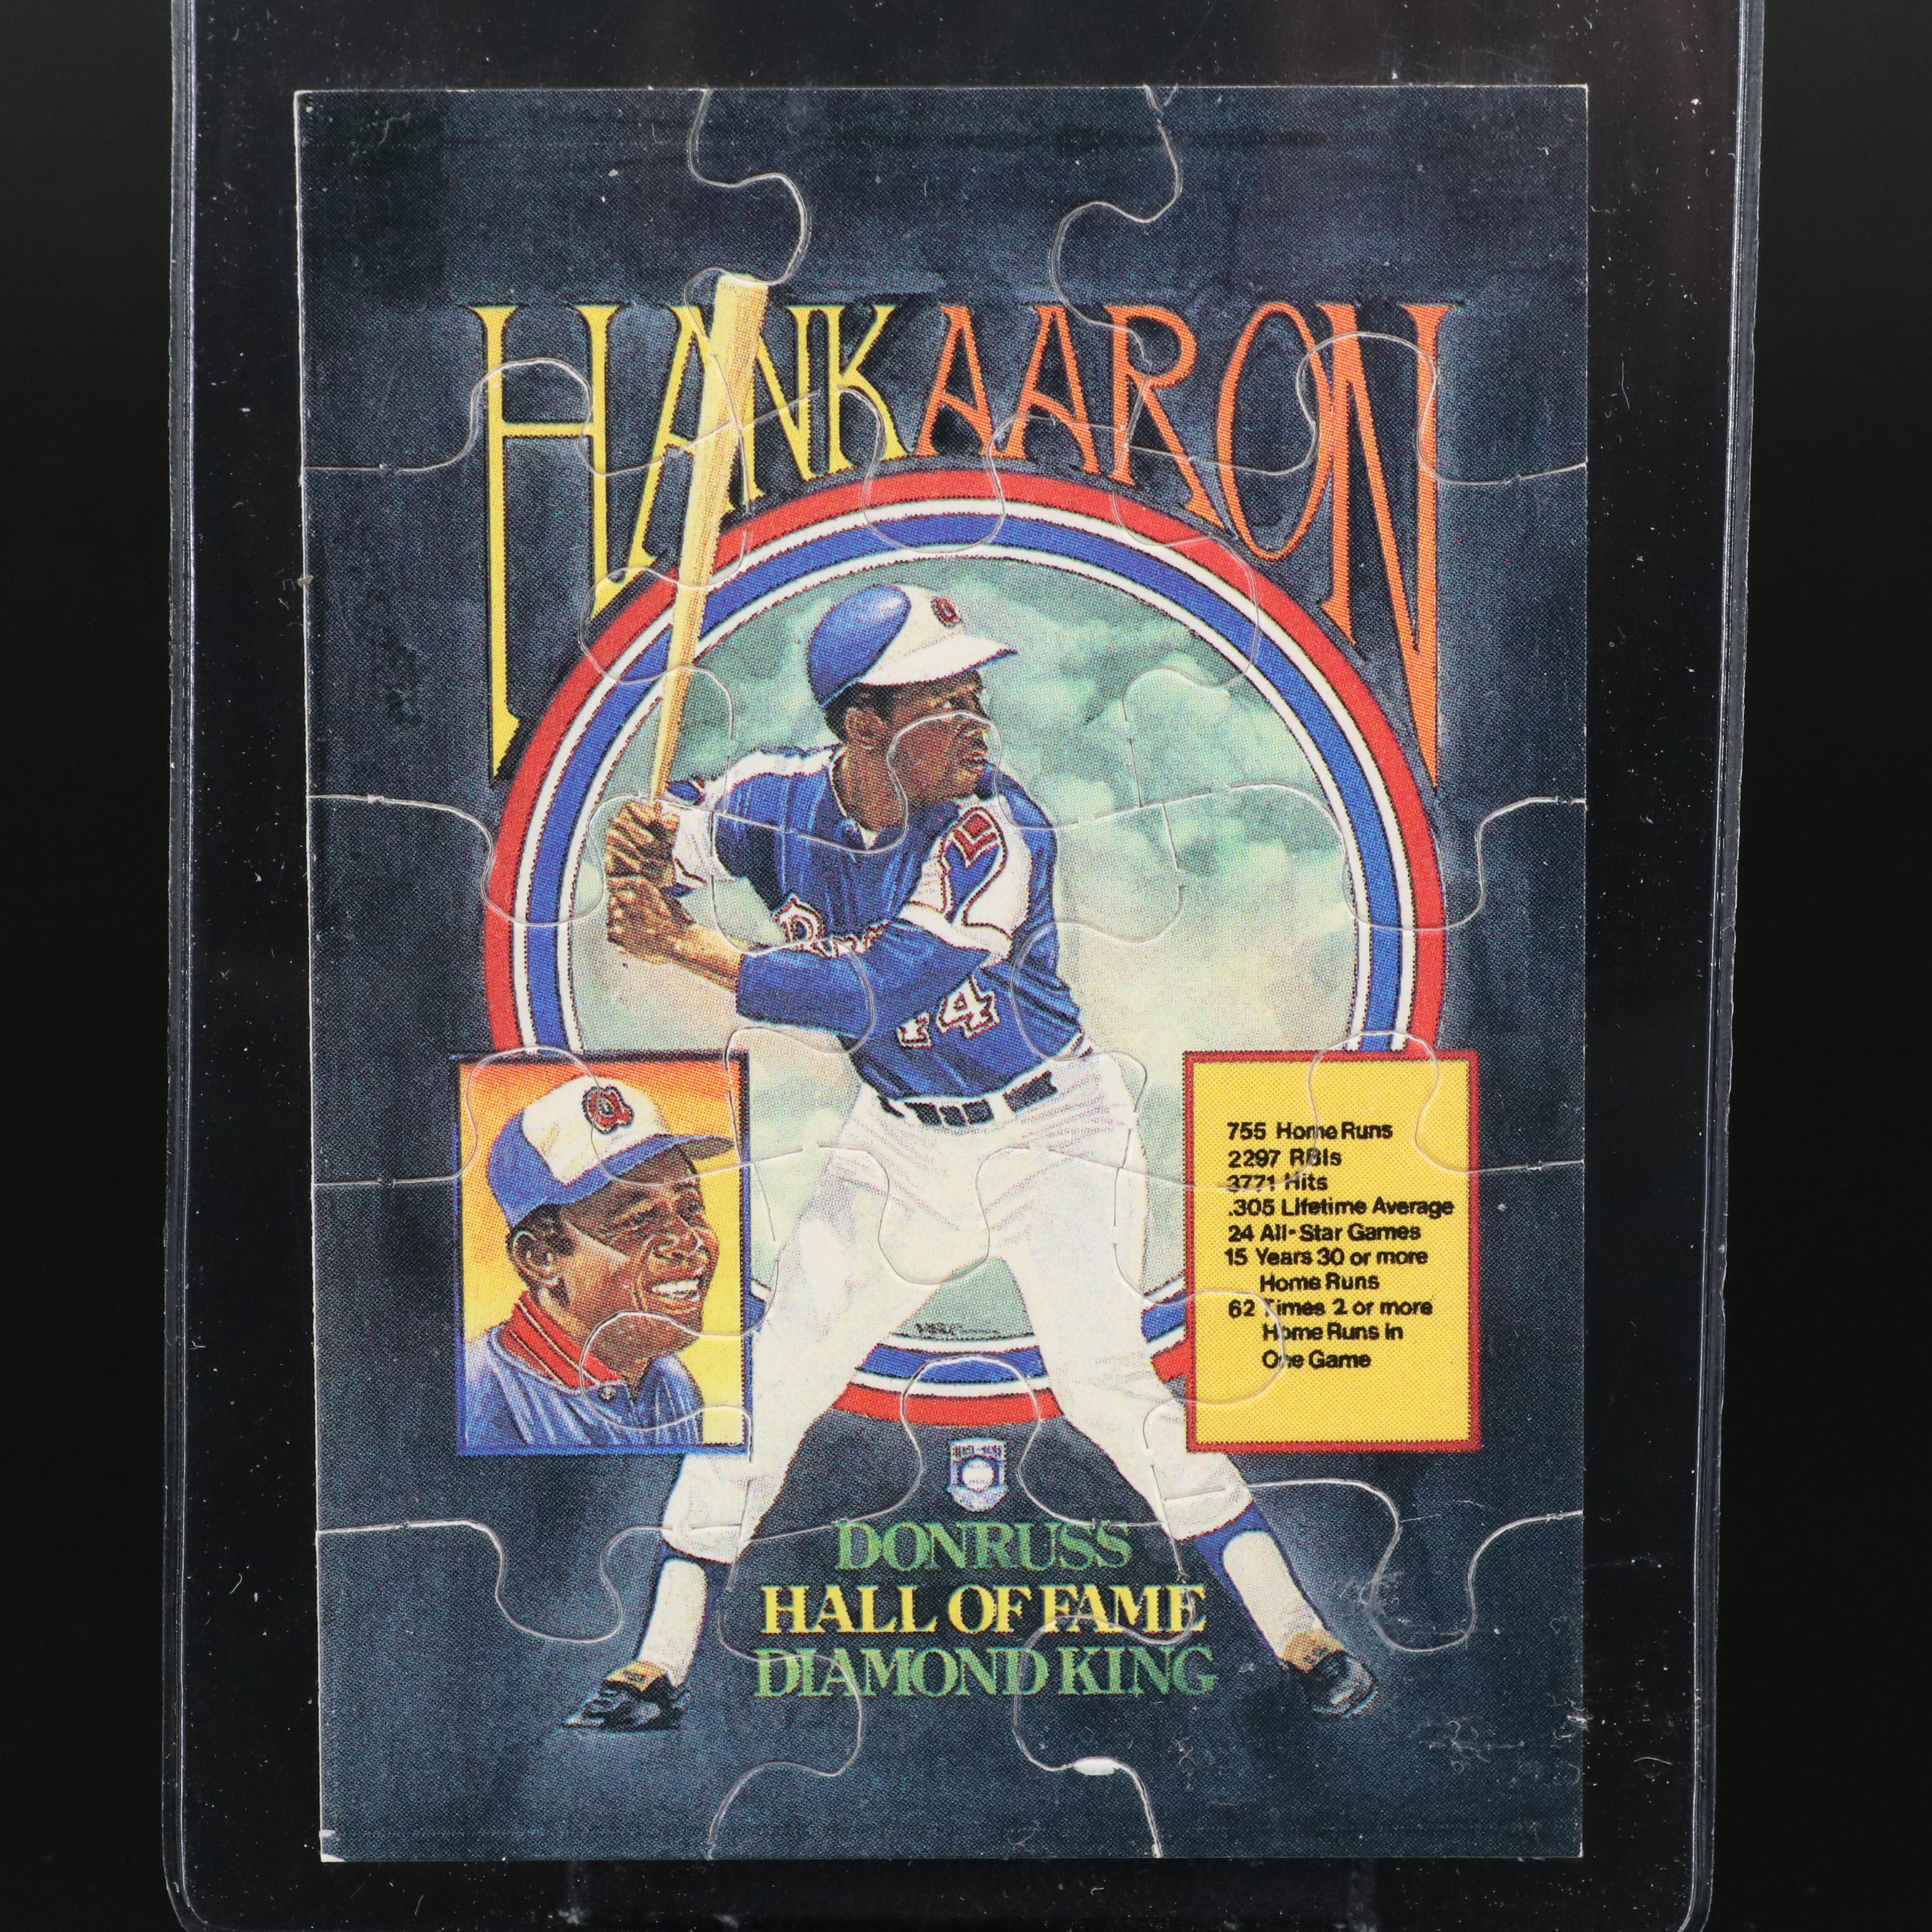 HANK AARON
Bra
44
755 Home Runs
2297 RBIs
3771 Hits
.305 Lifetime Average
24 All-Star Games
15 Years 30 or more
Home Runs
62 Times 2 or more
Home Runs in
One Game
DONRUSS
HALL OF FAME
DIAMOND KING